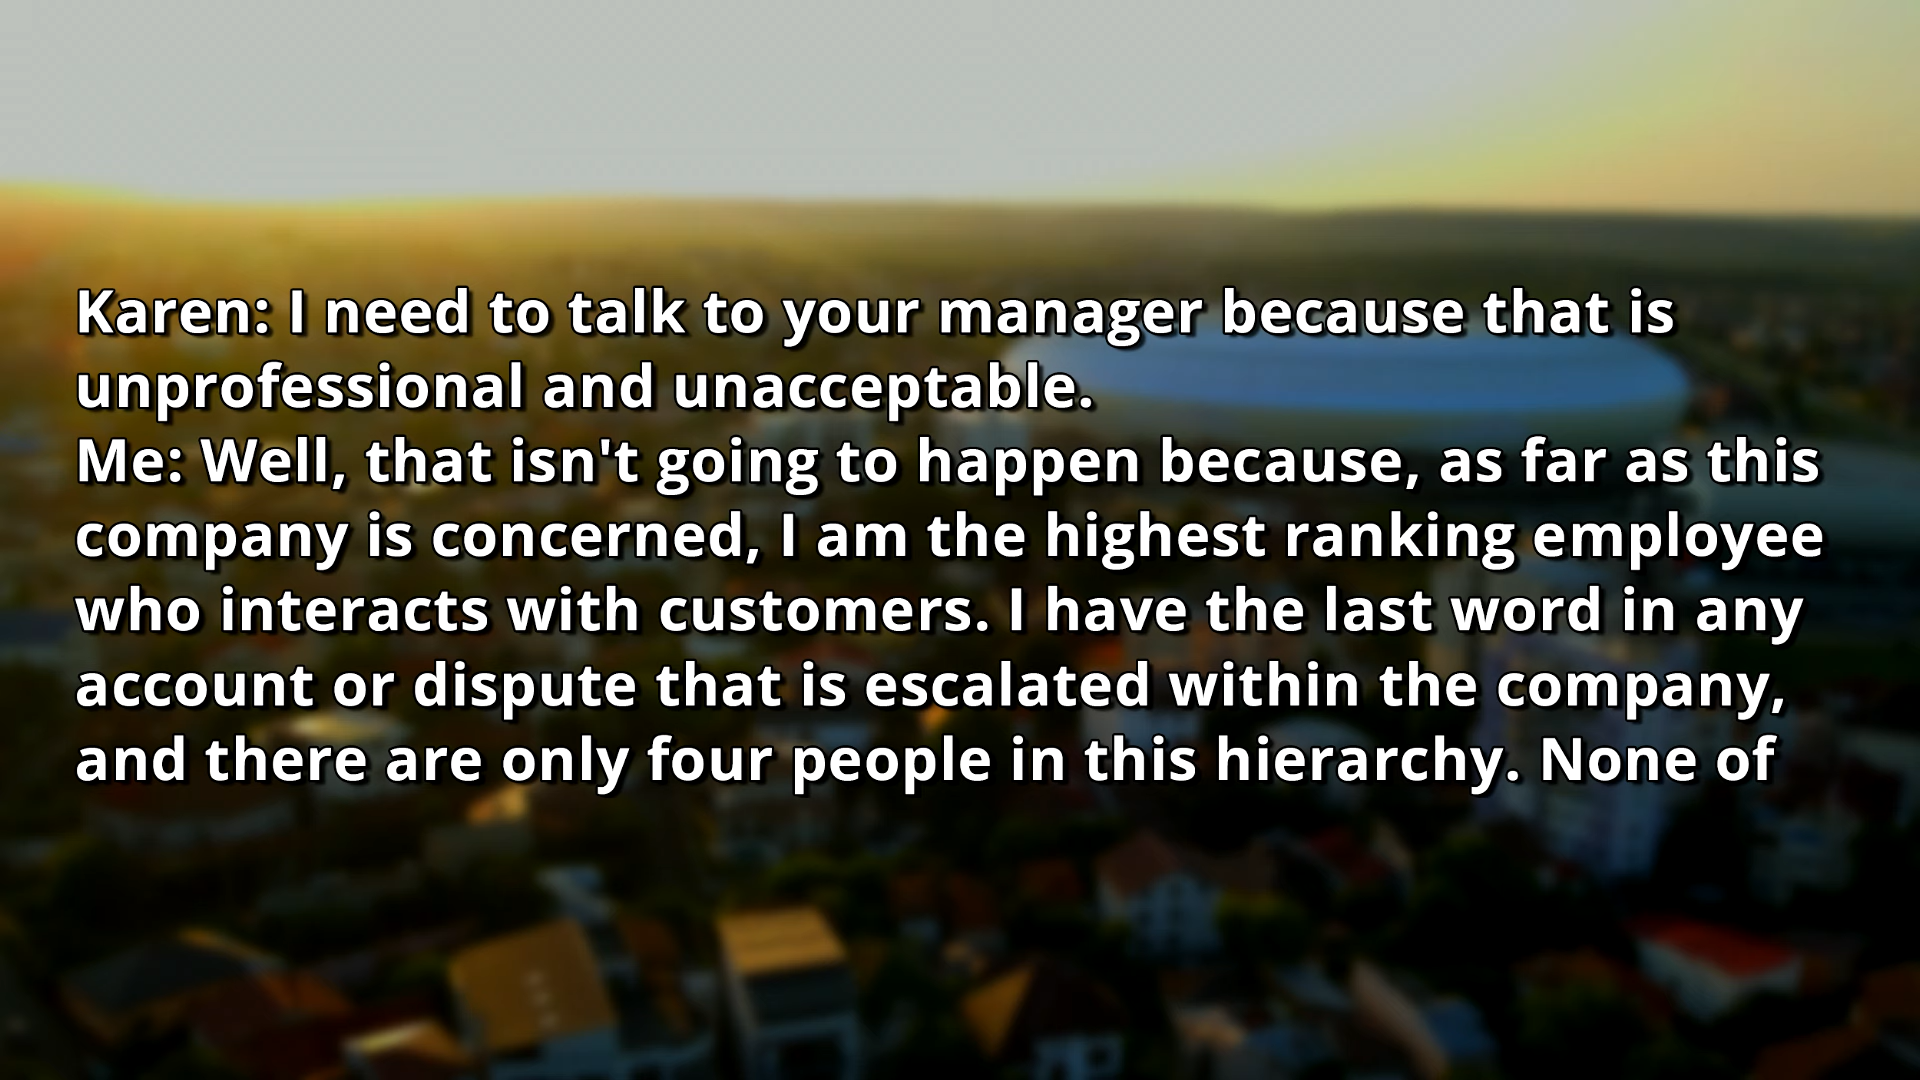 Karen: I need to talk to your manager because that is
unprofessional and unacceptable.
Me: Well, that isn't going to happen because, as far as this
company is concerned, I am the highest ranking employee
who interacts with customers. I have the last word in any
account or dispute that is escalated within the company,
and there are only four people in this hierarchy. None of